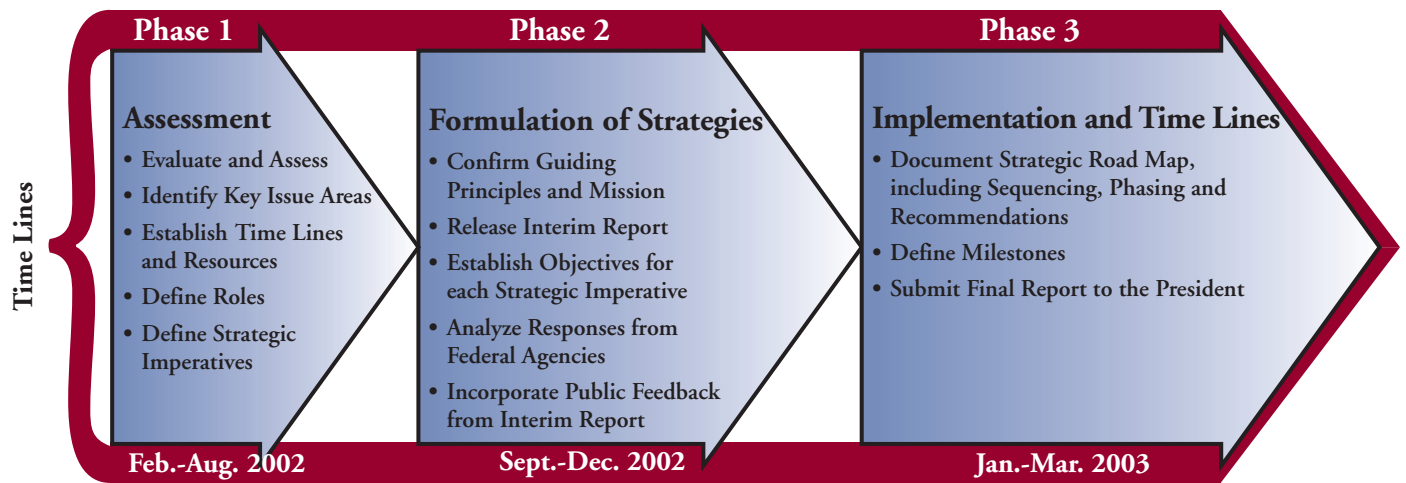 Time Lines
Phase 1
Assessment
• Evaluate and Assess
• Identify Key Issue Areas
• Establish Time Lines
and Resources
• Define Roles
• Define Strategic
Imperatives
Feb.-Aug. 2002
Phase 2
Formulation of Strategies
• Confirm Guiding
Principles and Mission
• Release Interim Report
• Establish Objectives for
each Strategic Imperative
• Analyze Responses from
Federal Agencies
• Incorporate Public Feedback
from Interim Report
Sept.-Dec. 2002
Phase 3
Implementation and Time Lines
• Document Strategic Road Map,
including Sequencing, Phasing and
Recommendations
• Define Milestones
• Submit Final Report to the President
Jan.-Mar. 2003